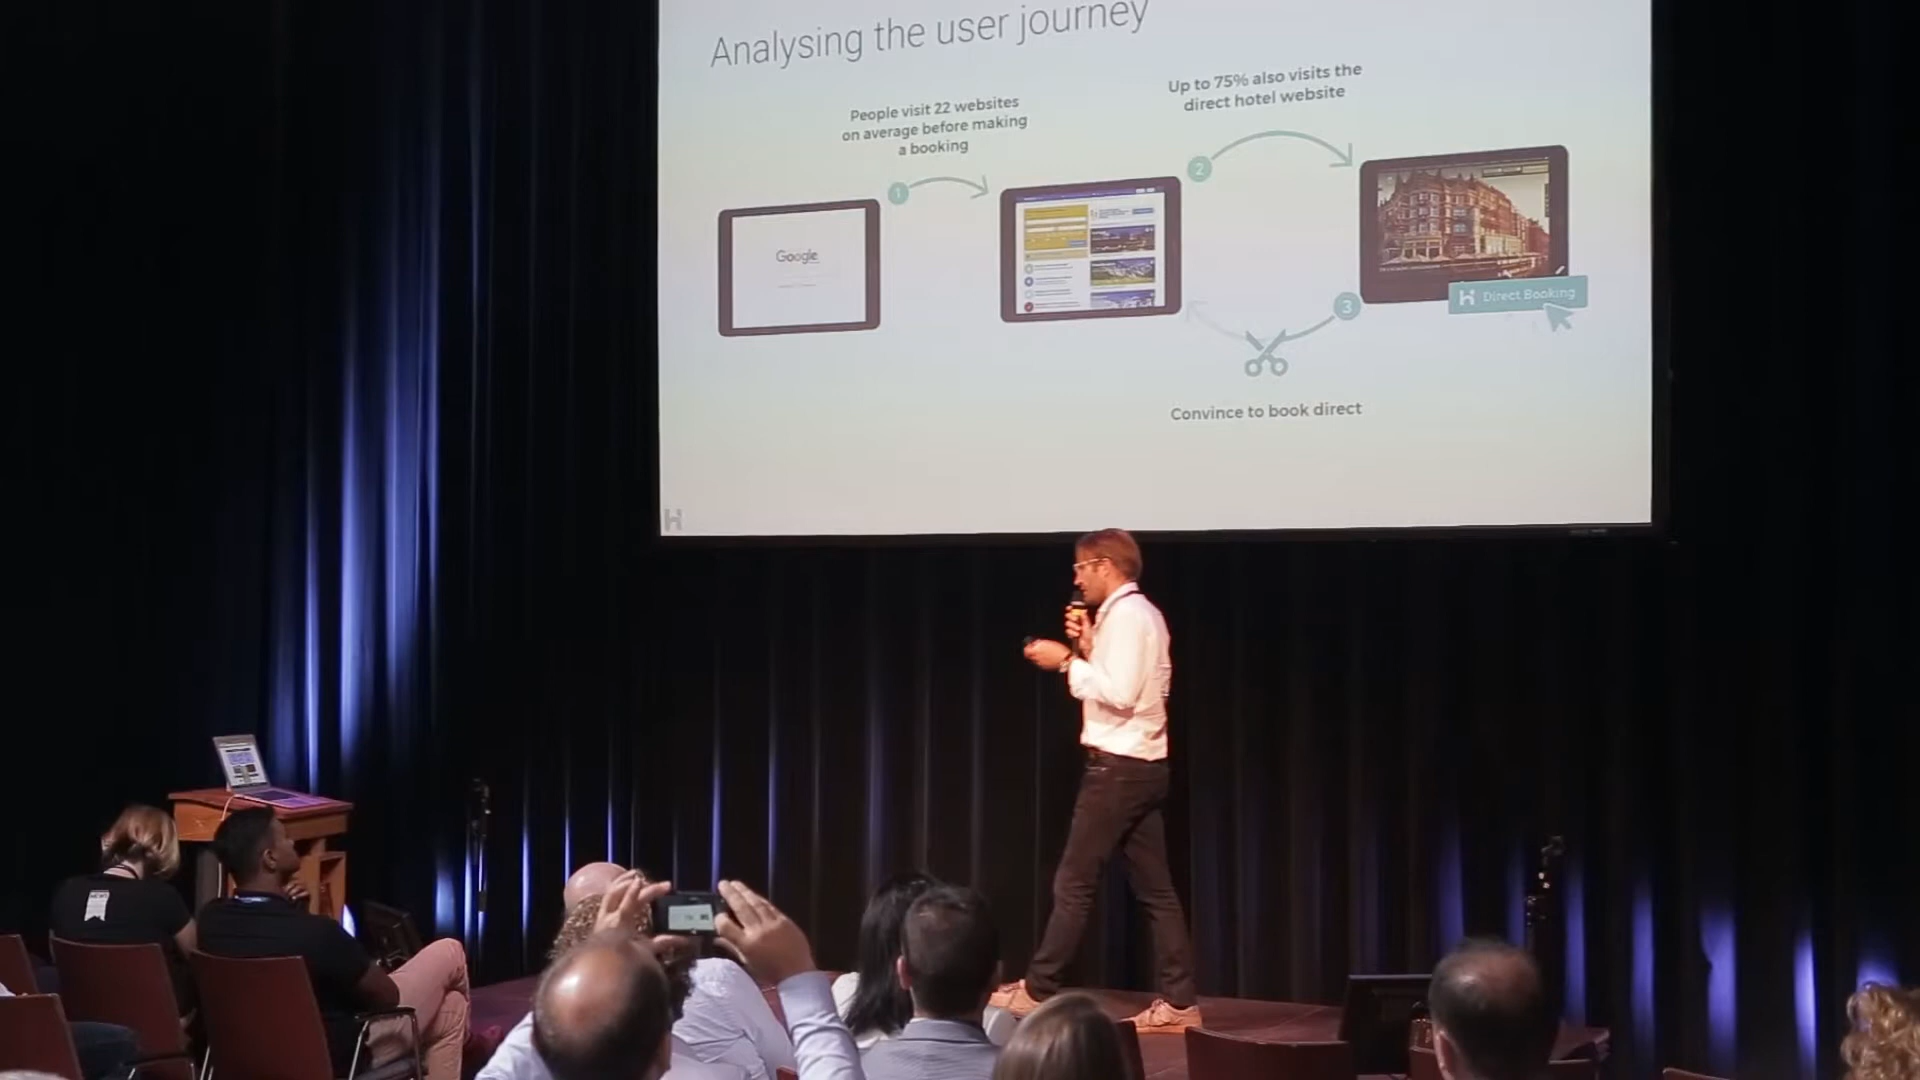 Analysing the user journey
People visit 22 websites
on average before making
a booking
Up to 75% also visits the
direct hotel website
1
2
Google
3
H Direct Booking
Convince to book direct
H
NEWS